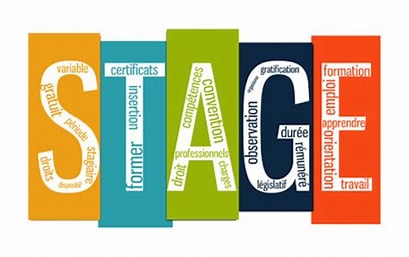 STAGE
variable
gratuit
période
stagiaire
droits
dispositif
certificats
insertion
former
compétences
convention
professionnels
droit
charges
gratification
observation
durée
rémunéré
législatif
formation
emploi
apprendre
orientation
travail